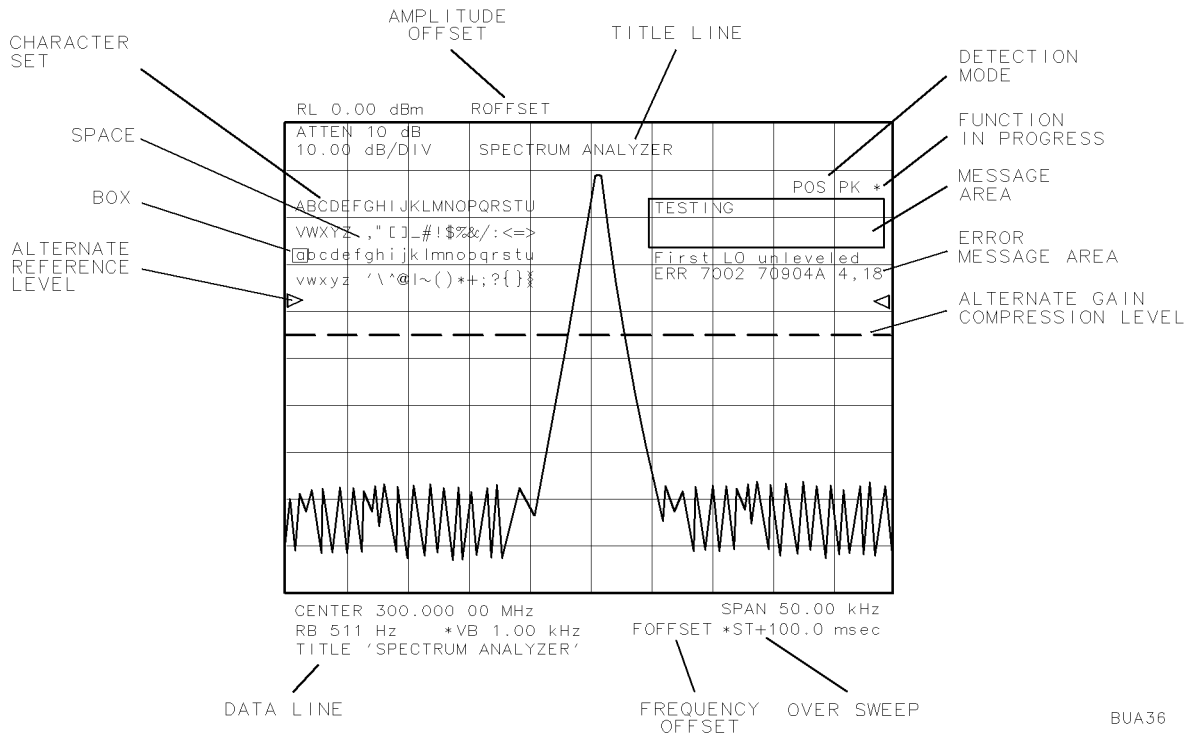 AMPLITUDE
OFFSET
TITLE LINE
CHARACTER
SET
DETECTION
MODE
RL 0.00 dBm ROFFSET
ATTEN 10 dB
10.00 dB/DIV SPECTRUM ANALYZER
SPACE
FUNCTION
IN PROGRESS
POS PK *
MESSAGE
AREA
BOX
ABCDEFGHIJKLMNOPQRSTU
TESTING
VWXYZ ,"[]_#!$%&/:<=>
abcdefghijklmnopqrstu
vwxyz '\^@|~()*+;?{}
First LO unleveled
ERR 7002 70904A 4,18
ERROR
MESSAGE AREA
ALTERNATE
REFERENCE
LEVEL
ALTERNATE GAIN
COMPRESSION LEVEL
CENTER 300.000 00 MHz SPAN 50.00 kHz
RB 511 Hz *VB 1.00 kHz FOFFSET *ST+100.0 msec
TITLE 'SPECTRUM ANALYZER'
DATA LINE
FREQUENCY
OFFSET
OVER SWEEP
BUA36